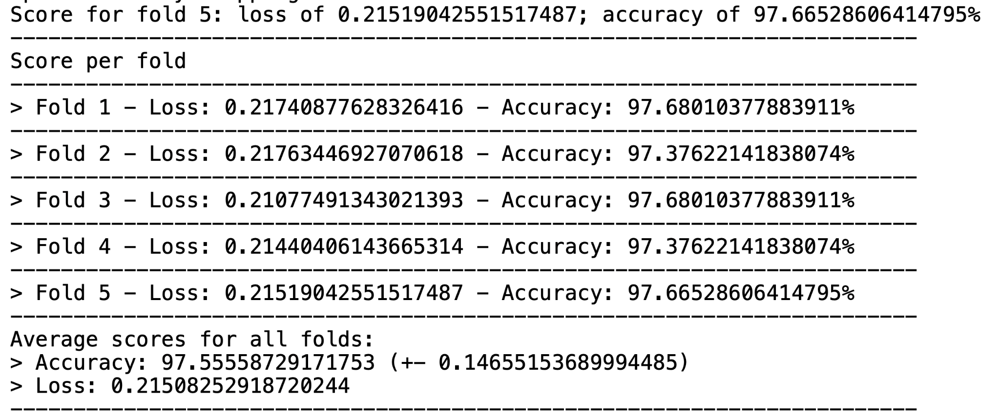 Score for fold 5: loss of 0.21519042551517487; accuracy of 97.66528606414795%
------------------------------------------------------------------------
Score per fold
------------------------------------------------------------------------
> Fold 1 - Loss: 0.21740877628326416 - Accuracy: 97.68010377883911%
------------------------------------------------------------------------
> Fold 2 - Loss: 0.21763446927070618 - Accuracy: 97.37622141838074%
------------------------------------------------------------------------
> Fold 3 - Loss: 0.21077491343021393 - Accuracy: 97.68010377883911%
------------------------------------------------------------------------
> Fold 4 - Loss: 0.21440406143665314 - Accuracy: 97.37622141838074%
------------------------------------------------------------------------
> Fold 5 - Loss: 0.21519042551517487 - Accuracy: 97.66528606414795%
------------------------------------------------------------------------
Average scores for all folds:
> Accuracy: 97.55558729171753 (+- 0.14655153689994485)
> Loss: 0.21508252918720244
------------------------------------------------------------------------